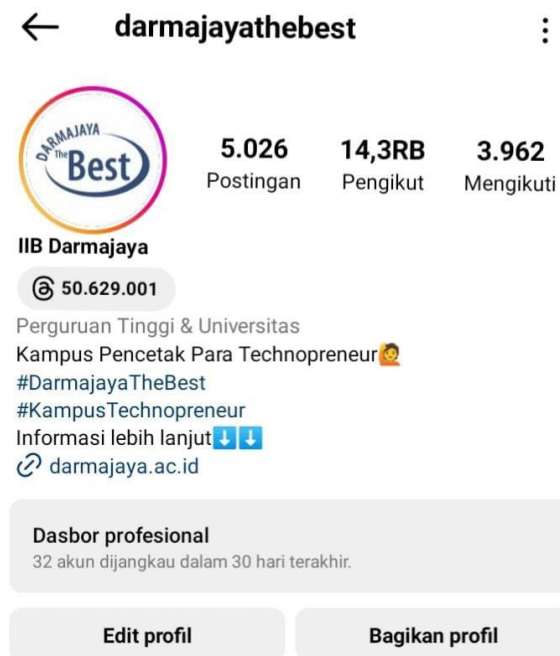 darmajayathebest
DARMAJAYA
The Best
5.026 14,3RB 3.962
Postingan Pengikut Mengikuti
IIB Darmajaya
50.629.001
Perguruan Tinggi & Universitas
Kampus Pencetak Para Technopreneur🙋
#DarmajayaTheBest
#KampusTechnopreneur
Informasi lebih lanjut⬇️⬇️
darmajaya.ac.id
Dasbor profesional
32 akun dijangkau dalam 30 hari terakhir.
Edit profil Bagikan profil